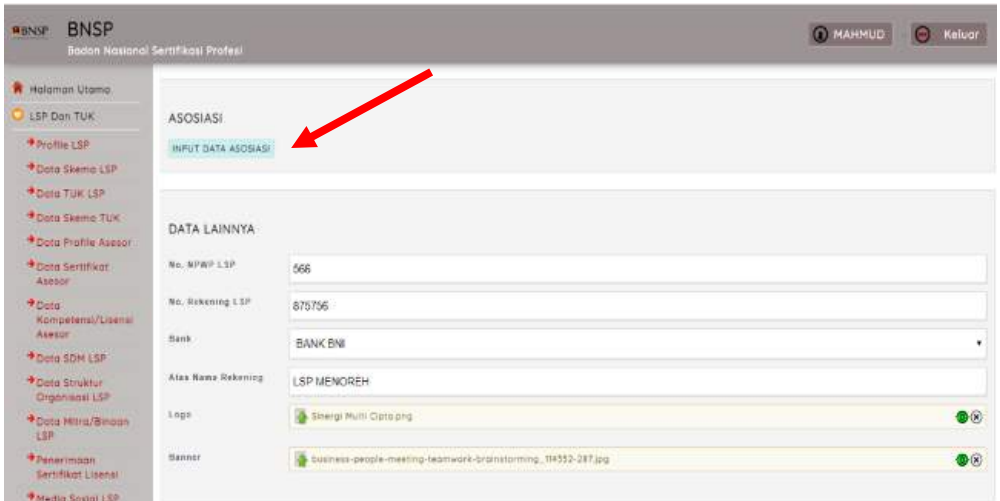 BNSP
BNSP
Badan Nasional Sertifikasi Profesi
MAHMUD
Keluar
Halaman Utama
LSP Dan TUK
Profile LSP
Data Skema LSP
Data TUK LSP
Data Skema TUK
Data Profile Asesor
Data Sertifikat
Asesor
Data
Kompetensi/Lisensi
Asesor
Data SDM LSP
Data Struktur
Organisasi LSP
Data Mitra/Binaan
LSP
Penerimaan
Sertifikat Lisensi
Media Sosial LSP
ASOSIASI
INPUT DATA ASOSIASI
DATA LAINNYA
No. NPWP LSP
566
No. Rekening LSP
875756
Bank
BANK BNI
Atas Nama Rekening
LSP MENOREH
Logo
Sinergi Multi Cipta.png
Banner
business-people-meeting-teamwork-brainstorming_114352-287.jpg